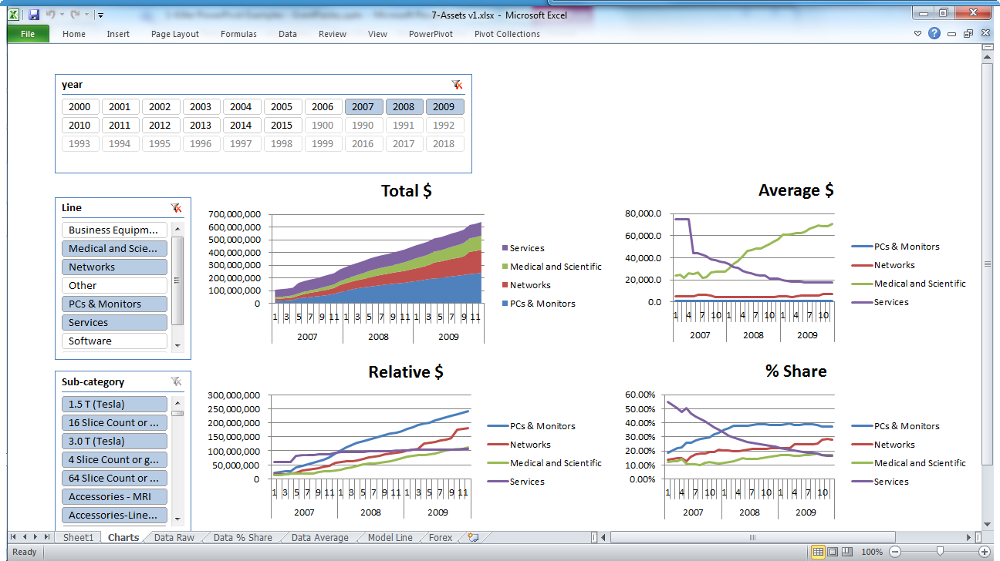 7-Assets v1.xlsx - Microsoft Excel
File Home Insert Page Layout Formulas Data Review View PowerPivot Pivot Collections
year
2000 2001 2002 2003 2004 2005 2006 2007 2008 2009
2010 2011 2012 2013 2014 2015 1900 1990 1991 1992
1993 1994 1995 1996 1997 1998 1999 2016 2017 2018
Line
Business Equipm...
Medical and Scie...
Networks
Other
PCs & Monitors
Services
Software
Sub-category
1.5 T (Tesla)
16 Slice Count or ...
3.0 T (Tesla)
4 Slice Count or g...
64 Slice Count or ...
Accessories - MRI
Accessories-Line...
Total $
700,000,000
600,000,000
500,000,000
400,000,000
300,000,000
200,000,000
100,000,000
0
1 3 5 7 9 11 1 3 5 7 9 11 1 3 5 7 9 11
2007 2008 2009
Services
Medical and Scientific
Networks
PCs & Monitors
Average $
80,000.0
60,000.0
40,000.0
20,000.0
0.0
1 4 7 10 1 4 7 10 1 4 7 10
2007 2008 2009
PCs & Monitors
Networks
Medical and Scientific
Services
Relative $
300,000,000
250,000,000
200,000,000
150,000,000
100,000,000
50,000,000
0
1 3 5 7 9 11 1 3 5 7 9 11 1 3 5 7 9 11
2007 2008 2009
PCs & Monitors
Networks
Medical and Scientific
Services
% Share
60.00%
50.00%
40.00%
30.00%
20.00%
10.00%
0.00%
1 4 7 10 1 4 7 10 1 4 7 10
2007 2008 2009
PCs & Monitors
Networks
Medical and Scientific
Services
Sheet1 Charts Data Raw Data % Share Data Average Model Line Forex
Ready 100%